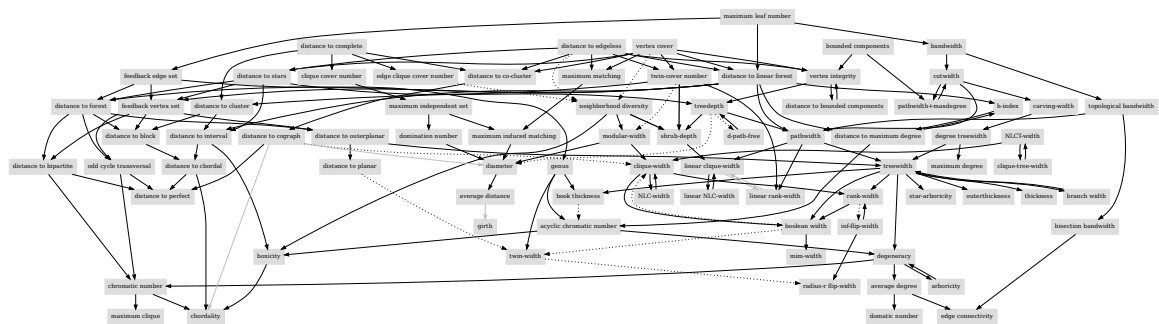 maximum leaf number
distance to complete
distance to edgeless
vertex cover
bounded components
bandwidth
feedback edge set
distance to stars
clique cover number
edge clique cover number
distance to co-cluster
maximum matching
twin-cover number
distance to linear forest
vertex integrity
cutwidth
distance to forest
feedback vertex set
distance to cluster
maximum independent set
neighborhood diversity
treedepth
distance to bounded components
pathwidth+maxdegree
h-index
carving-width
topological bandwidth
distance to block
distance to interval
distance to cograph
distance to outerplanar
domination number
maximum induced matching
modular-width
shrub-depth
d-path-free
pathwidth
distance to maximum degree
degree treewidth
NLCT-width
distance to bipartite
odd cycle transversal
distance to chordal
distance to planar
diameter
genus
clique-width
linear clique-width
treewidth
maximum degree
clique-tree-width
distance to perfect
average distance
book thickness
NLC-width
linear NLC-width
linear rank-width
rank-width
star-arboricity
outerthickness
thickness
branch width
girth
acyclic chromatic number
boolean width
inf-flip-width
bisection bandwidth
boxicity
twin-width
mim-width
degeneracy
chromatic number
radius-r flip-width
average degree
arboricity
maximum clique
chordality
domatic number
edge connectivity